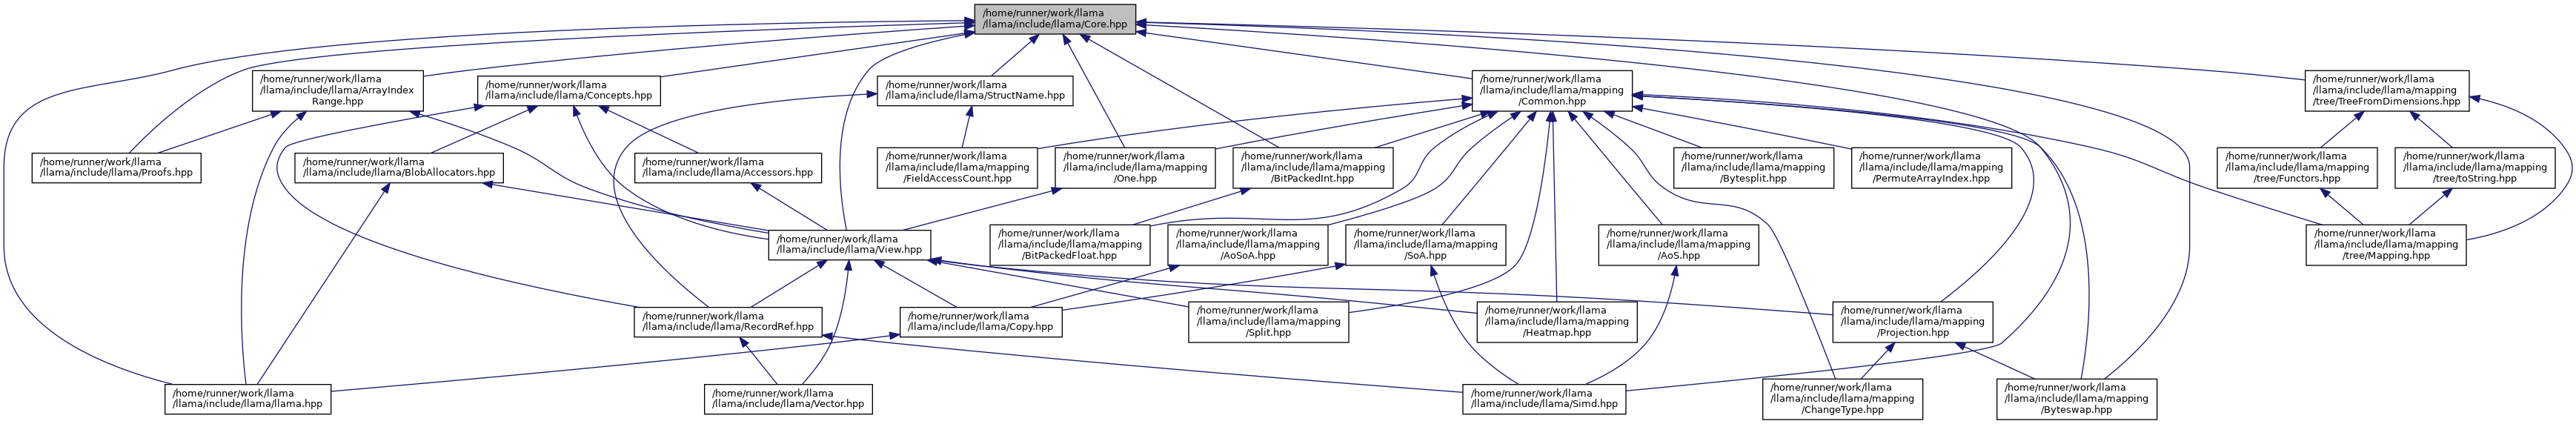 /home/runner/work/llama
/llama/include/llama/Core.hpp
/home/runner/work/llama
/llama/include/llama/ArrayIndex
Range.hpp
/home/runner/work/llama
/llama/include/llama/Concepts.hpp
/home/runner/work/llama
/llama/include/llama/StructName.hpp
/home/runner/work/llama
/llama/include/llama/mapping
/Common.hpp
/home/runner/work/llama
/llama/include/llama/mapping
/tree/TreeFromDimensions.hpp
/home/runner/work/llama
/llama/include/llama/Proofs.hpp
/home/runner/work/llama
/llama/include/llama/BlobAllocators.hpp
/home/runner/work/llama
/llama/include/llama/Accessors.hpp
/home/runner/work/llama
/llama/include/llama/mapping
/FieldAccessCount.hpp
/home/runner/work/llama
/llama/include/llama/mapping
/One.hpp
/home/runner/work/llama
/llama/include/llama/mapping
/BitPackedInt.hpp
/home/runner/work/llama
/llama/include/llama/mapping
/Bytesplit.hpp
/home/runner/work/llama
/llama/include/llama/mapping
/PermuteArrayIndex.hpp
/home/runner/work/llama
/llama/include/llama/mapping
/tree/Functors.hpp
/home/runner/work/llama
/llama/include/llama/mapping
/tree/toString.hpp
/home/runner/work/llama
/llama/include/llama/View.hpp
/home/runner/work/llama
/llama/include/llama/mapping
/BitPackedFloat.hpp
/home/runner/work/llama
/llama/include/llama/mapping
/AoSoA.hpp
/home/runner/work/llama
/llama/include/llama/mapping
/SoA.hpp
/home/runner/work/llama
/llama/include/llama/mapping
/AoS.hpp
/home/runner/work/llama
/llama/include/llama/mapping
/tree/Mapping.hpp
/home/runner/work/llama
/llama/include/llama/RecordRef.hpp
/home/runner/work/llama
/llama/include/llama/Copy.hpp
/home/runner/work/llama
/llama/include/llama/mapping
/Split.hpp
/home/runner/work/llama
/llama/include/llama/mapping
/Heatmap.hpp
/home/runner/work/llama
/llama/include/llama/mapping
/Projection.hpp
/home/runner/work/llama
/llama/include/llama/llama.hpp
/home/runner/work/llama
/llama/include/llama/Vector.hpp
/home/runner/work/llama
/llama/include/llama/Simd.hpp
/home/runner/work/llama
/llama/include/llama/mapping
/ChangeType.hpp
/home/runner/work/llama
/llama/include/llama/mapping
/Byteswap.hpp